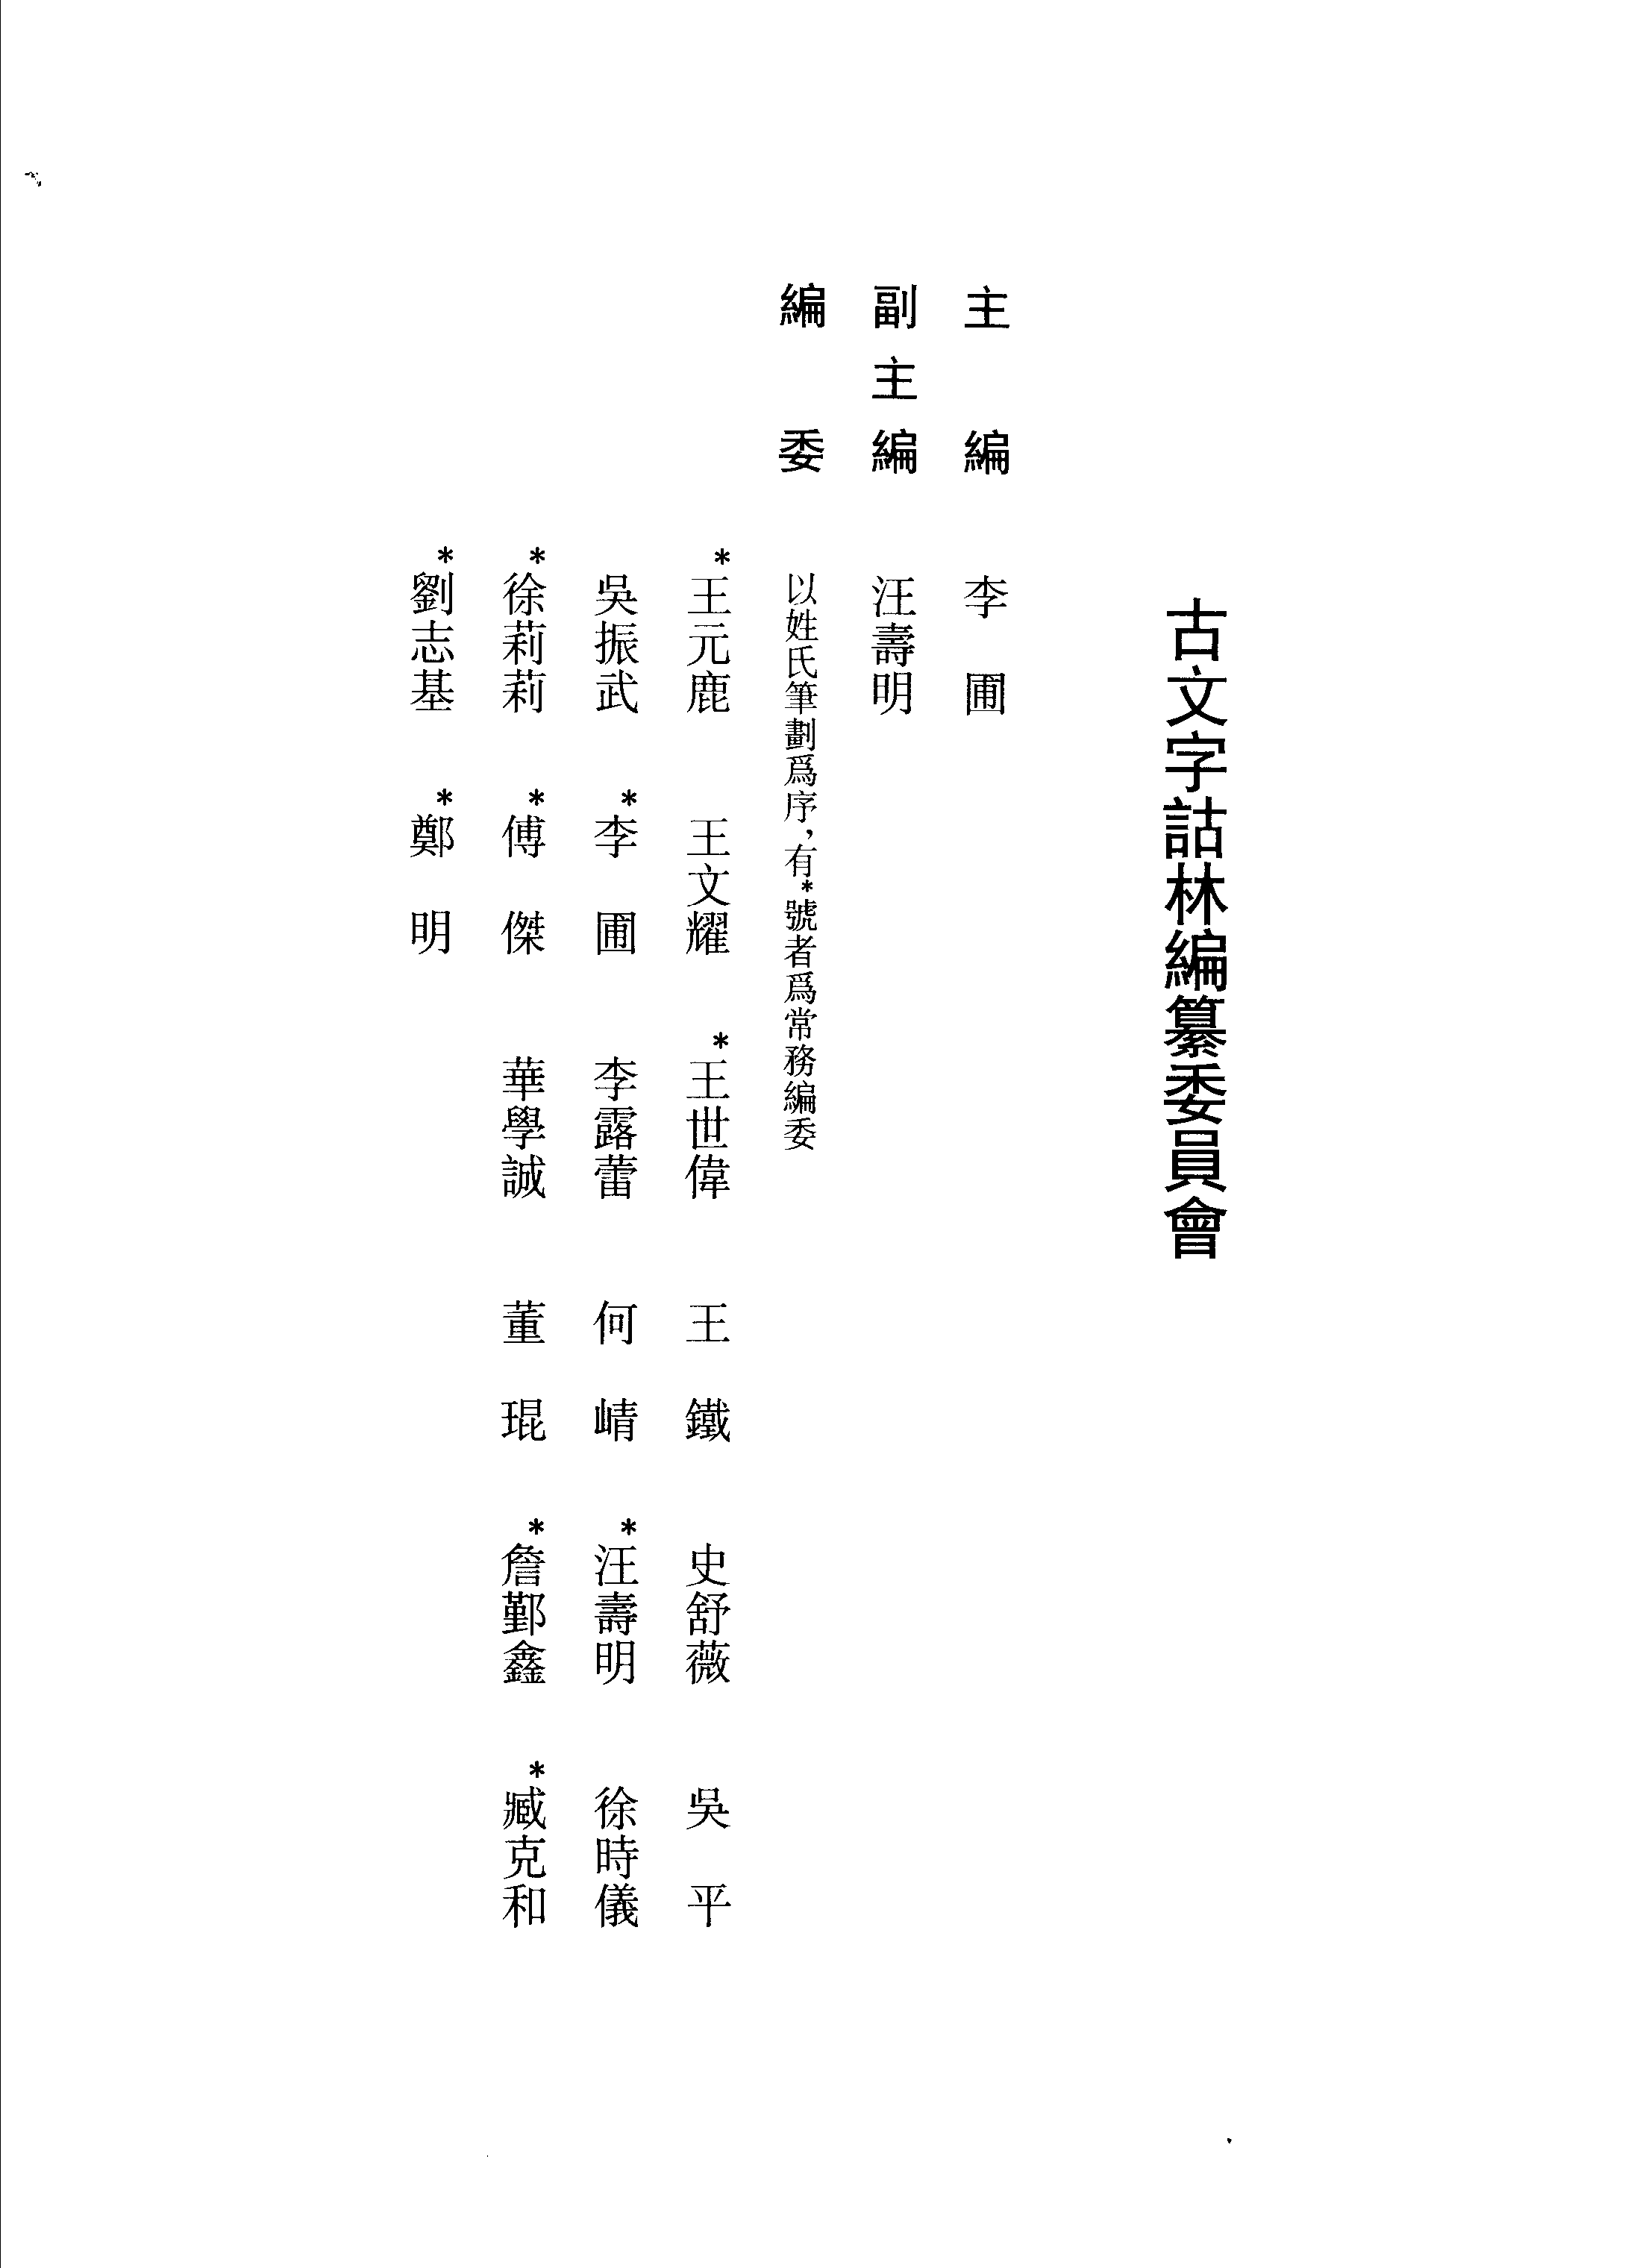 古文字詁林編纂委員會
主編 李圃
副主編 汪壽明
編委 以姓氏筆劃爲序，有*號者爲常務編委
*王元鹿 王文耀 *王世偉 王鐵 史舒薇 吳平
吳振武 *李圃 李露蕾 何崝 *汪壽明 徐時儀
*徐莉莉 *傅傑 華學誠 董琨 *詹鄞鑫 *臧克和
*劉志基 *鄭明